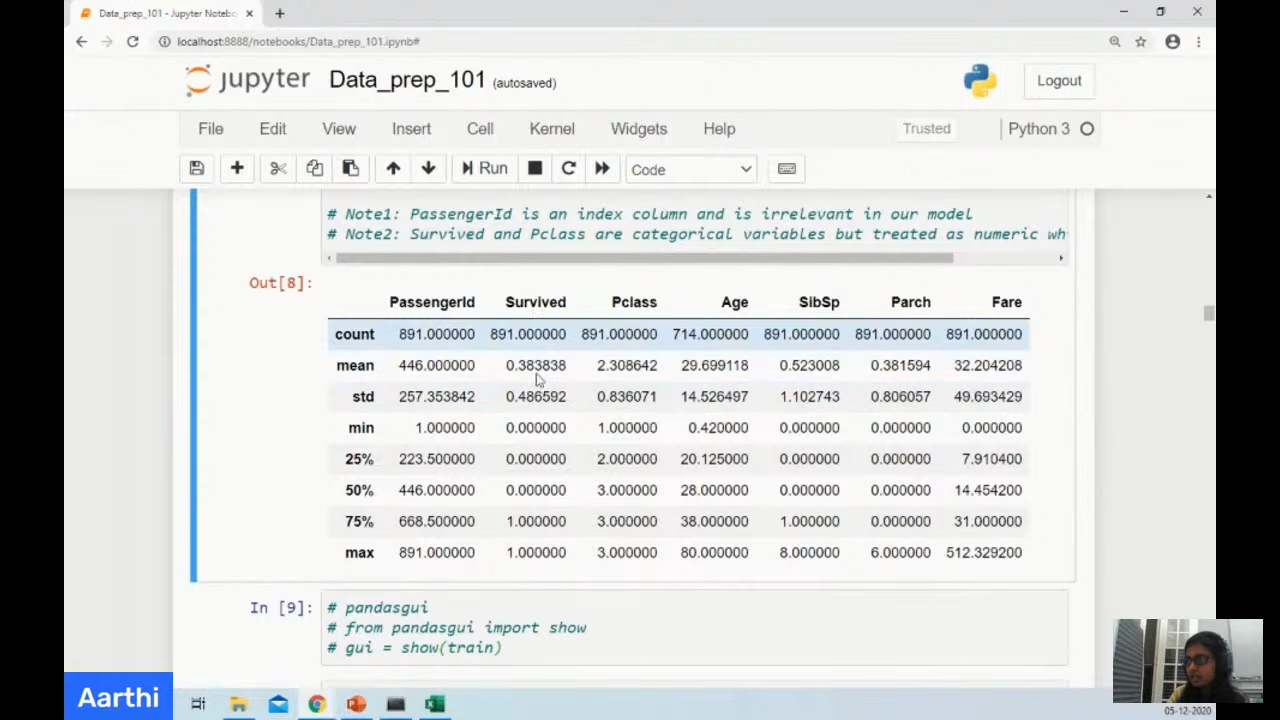 Data_prep_101 - Jupyter Notebo
localhost:8888/notebooks/Data_prep_101.ipynb#
jupyter Data_prep_101 (autosaved) Logout
File Edit View Insert Cell Kernel Widgets Help Trusted Python 3
Run Code
# Note1: PassengerId is an index column and is irrelevant in our model
# Note2: Survived and Pclass are categorical variables but treated as numeric wh
Out[8]:
PassengerId Survived Pclass Age SibSp Parch Fare
count 891.000000 891.000000 891.000000 714.000000 891.000000 891.000000 891.000000
mean 446.000000 0.383838 2.308642 29.699118 0.523008 0.381594 32.204208
std 257.353842 0.486592 0.836071 14.526497 1.102743 0.806057 49.693429
min 1.000000 0.000000 1.000000 0.420000 0.000000 0.000000 0.000000
25% 223.500000 0.000000 2.000000 20.125000 0.000000 0.000000 7.910400
50% 446.000000 0.000000 3.000000 28.000000 0.000000 0.000000 14.454200
75% 668.500000 1.000000 3.000000 38.000000 1.000000 0.000000 31.000000
max 891.000000 1.000000 3.000000 80.000000 8.000000 6.000000 512.329200
In [9]: # pandasgui
# from pandasgui import show
# gui = show(train)
Aarthi
05-12-2020